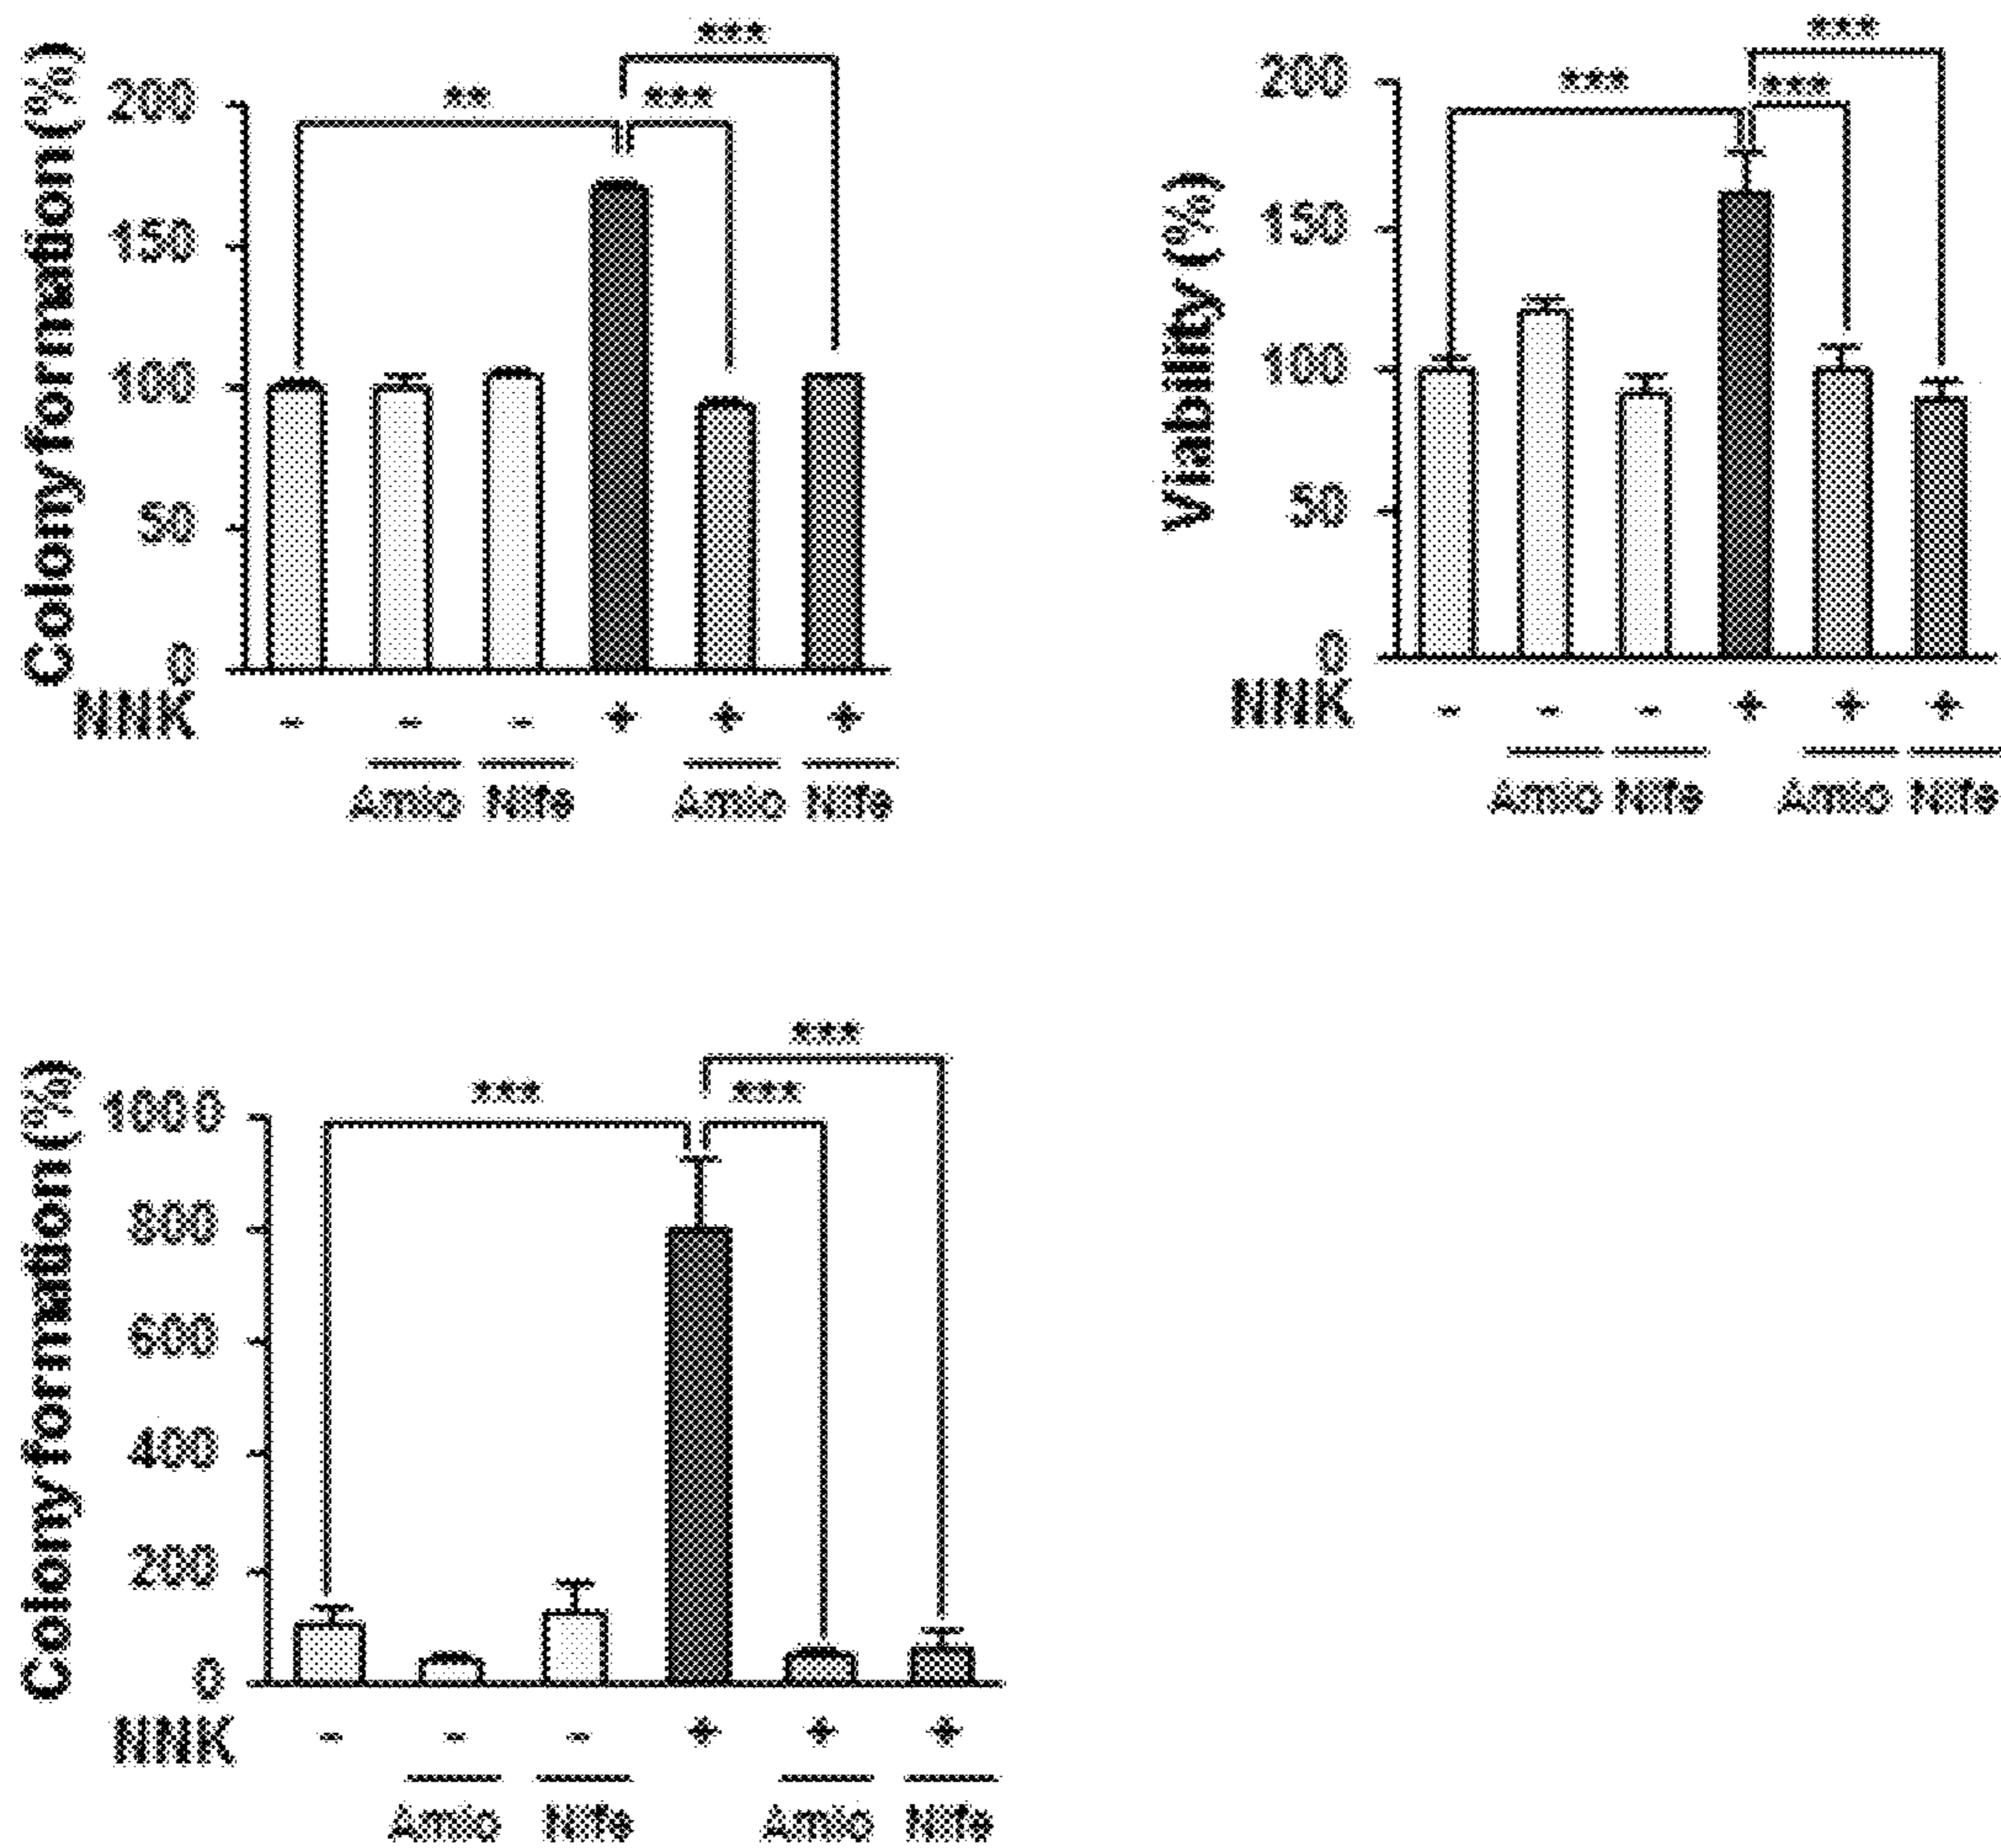 ***
** ***
Colony formation (%)
200
150
100
50
0
NNK - - - + + +
Amio Nife Amio Nife
***
*** ***
Viability (%)
200
150
100
50
0
NNK - - - + + +
Amio Nife Amio Nife
***
*** ***
Colony formation (%)
1000
800
600
400
200
0
NNK - - - + + +
Amio Nife Amio Nife